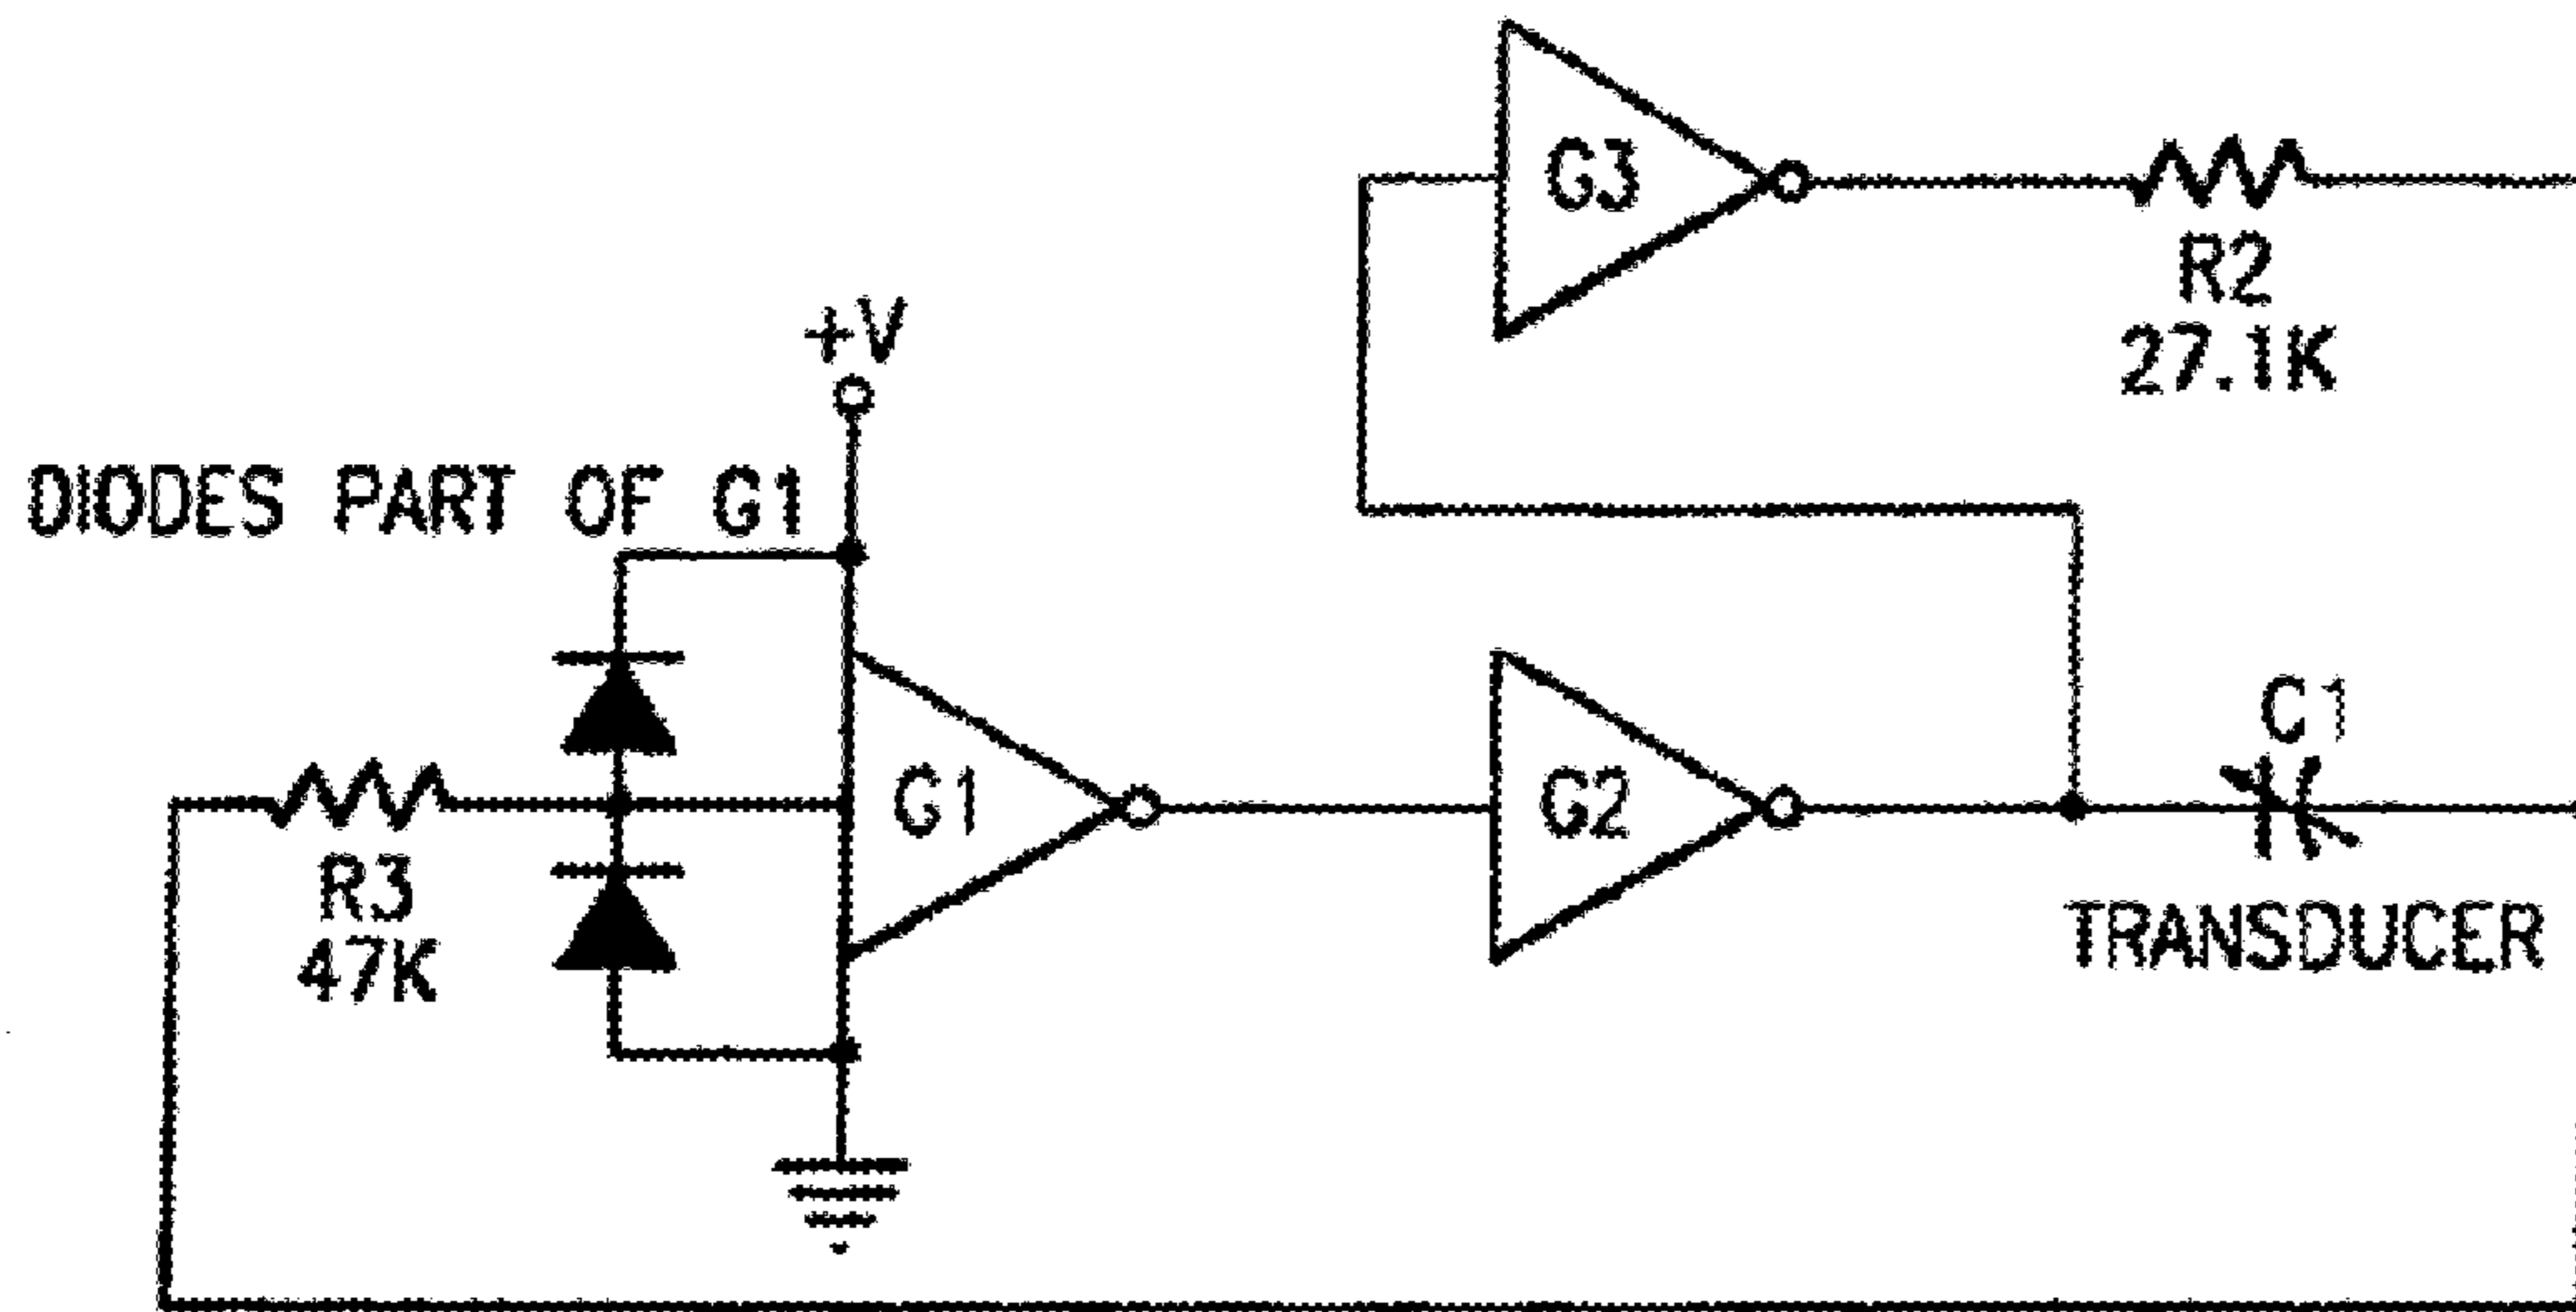 G3
R2
27.1K
+V
DIODES PART OF G1
G1
G2
C1
R3
47K
TRANSDUCER